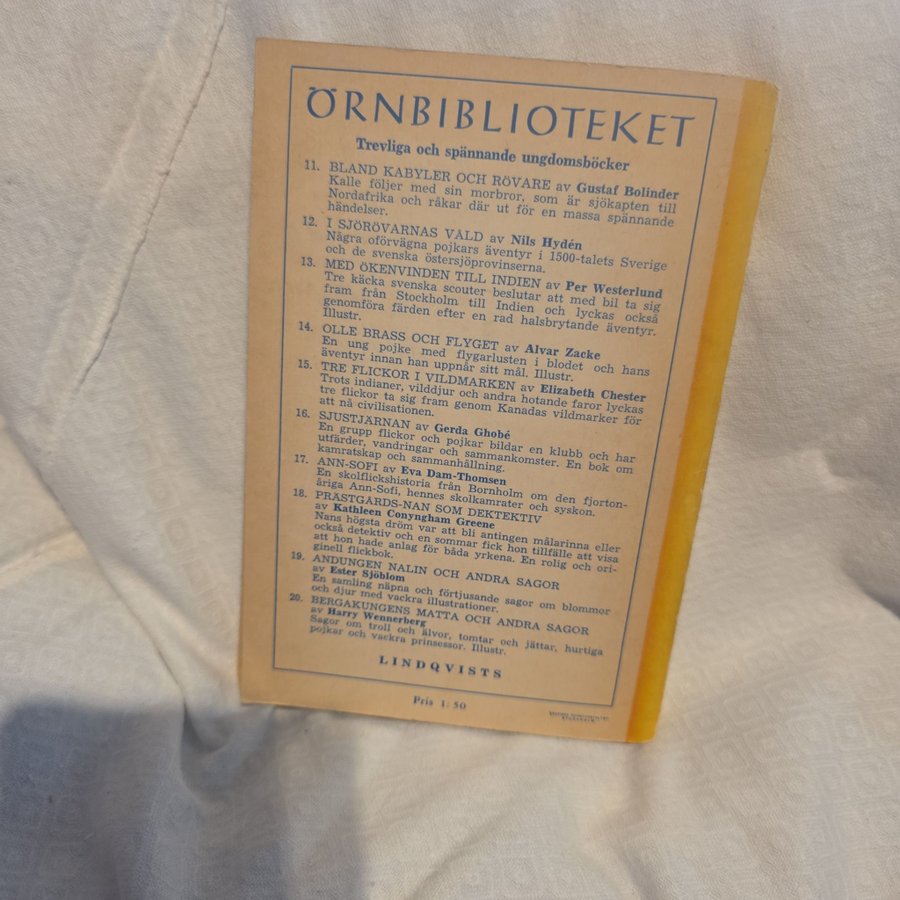 ÖRNBIBLIOTEKET
Trevliga och spännande ungdomsböcker
11. BLAND KABYLER OCH RÖVARE av Gustaf Bolinder
Kalle följer med sin morbror, som är sjökapten till
Nordafrika och råkar där ut för en massa spännande
händelser.
12. I SJÖRÖVARNAS VALD av Nils Hydén
Några oförvägna pojkars äventyr i 1500-talets Sverige
och de svenska östersjöprovinserna.
13. MED ÖKENVINDEN TILL INDIEN av Per Westerlund
Tre käcka svenska scouter beslutar att med bil ta sig
fram från Stockholm till Indien och lyckas också
genomföra färden efter en rad halsbrytande äventyr.
Illustr.
14. OLLE BRASS OCH FLYGET av Alvar Zacke
En ung pojke med flygarlusten i blodet och hans
äventyr innan han uppnår sitt mål. Illustr.
15. TRE FLICKOR I VILDMARKEN av Elizabeth Chester
Trots indianer, vilddjur och andra hotande faror lyckas
tre flickor ta sig fram genom Kanadas vildmarker för
att nå civilisationen.
16. SJUSTJÄRNAN av Gerda Ghobé
En grupp flickor och pojkar bildar en klubb och har
utfärder, vandringar och sammankomster. En bok om
kamratskap och sammanhållning.
17. ANN-SOFI av Eva Dam-Thomsen
En skolflickshistoria från Bornholm om den fjorton-
åriga Ann-Sofi, hennes skolkamrater och syskon.
18. PRÄSTGÅRDS-NAN SOM DEKTEKTIV
av Kathleen Conyngham Greene
Nans högsta dröm var att bli antingen målarinna eller
också detektiv och en sommar fick hon tillfälle att visa
att hon hade anlag för båda yrkena. En rolig och ori-
ginell flickbok.
19. ANDUNGEN NALIN OCH ANDRA SAGOR
av Ester Sjöblom
En samling näpna och förtjusande sagor om blommor
och djur med vackra illustrationer.
20. BERGAKUNGENS MATTA OCH ANDRA SAGOR
av Harry Wennerberg
Sagor om troll och älvor, tomtar och jättar, hurtiga
pojkar och vackra prinsessor. Illustr.
LINDQVISTS
Pris 1:50